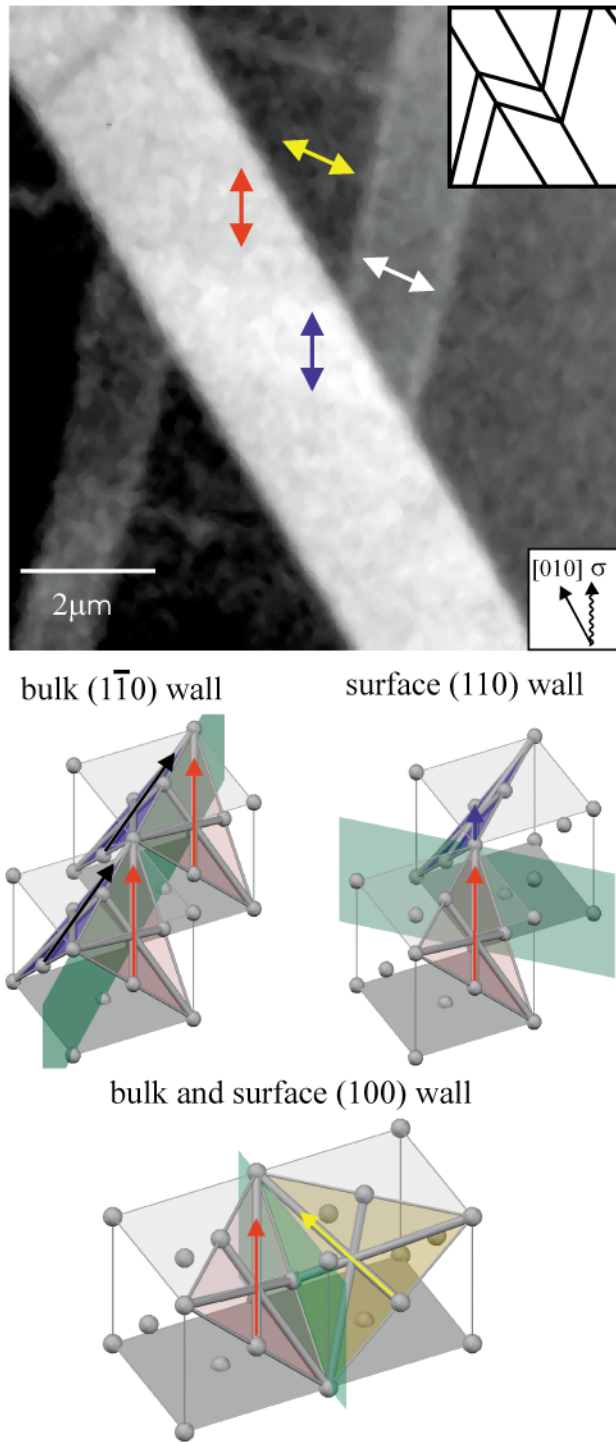 [010] σ
2μm
bulk (11̅0) wall
surface (110) wall
bulk and surface (100) wall